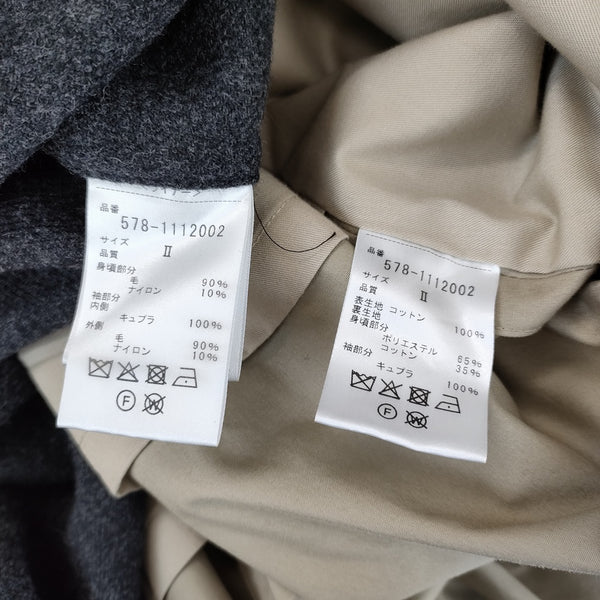 品番
578-1112002
サイズ
II
品質
身頃部分
毛 90%
ナイロン 10%
袖部分
内側
キュプラ 100%
外側
毛 90%
ナイロン 10%
F
W
品番
578-1112002
サイズ
II
品質
表生地 コットン 100%
裏生地
身頃部分
ポリエステル 65%
コットン 35%
袖部分
キュプラ 100%
F
W